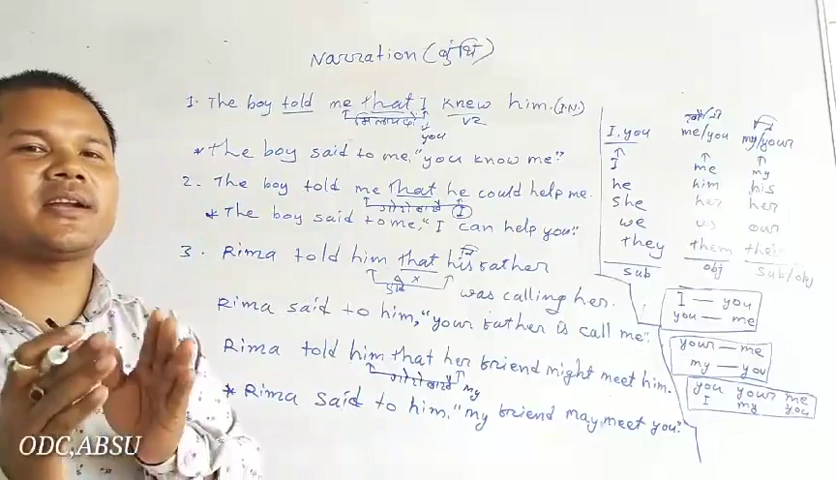 Narration
1. The boy told me that I knew him. (I.N.)
V2
you
* The boy said to me, "you know me."
2. The boy told me that he could help me.
I
* The boy said to me, "I can help you."
3. Rima told him that his father
was calling her.
Rima said to him, "your father is call me."
Rima told him that her friend might meet him.
my
* Rima said to him, "my friend may meet you."
I, you me/you my/your
I me my
he him his
she her her
we us our
they them their
sub obj sub/obj
I — you
you — me
your — me
my — you
you your me
I my you
ODC,ABSU